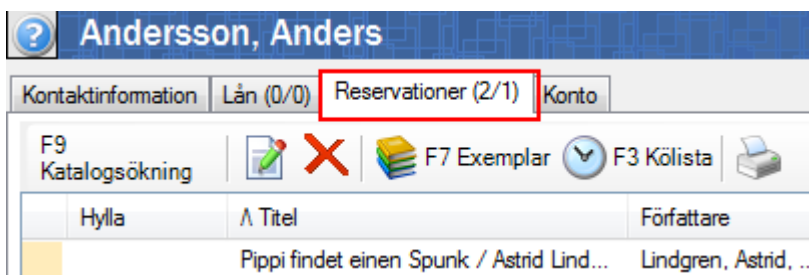 Andersson, Anders
Kontaktinformation Lån (0/0) Reservationer (2/1) Konto
F9 Katalogsökning F7 Exemplar F3 Kölista
Hylla /\ Titel Författare
Pippi findet einen Spunk / Astrid Lind... Lindgren, Astrid, ...